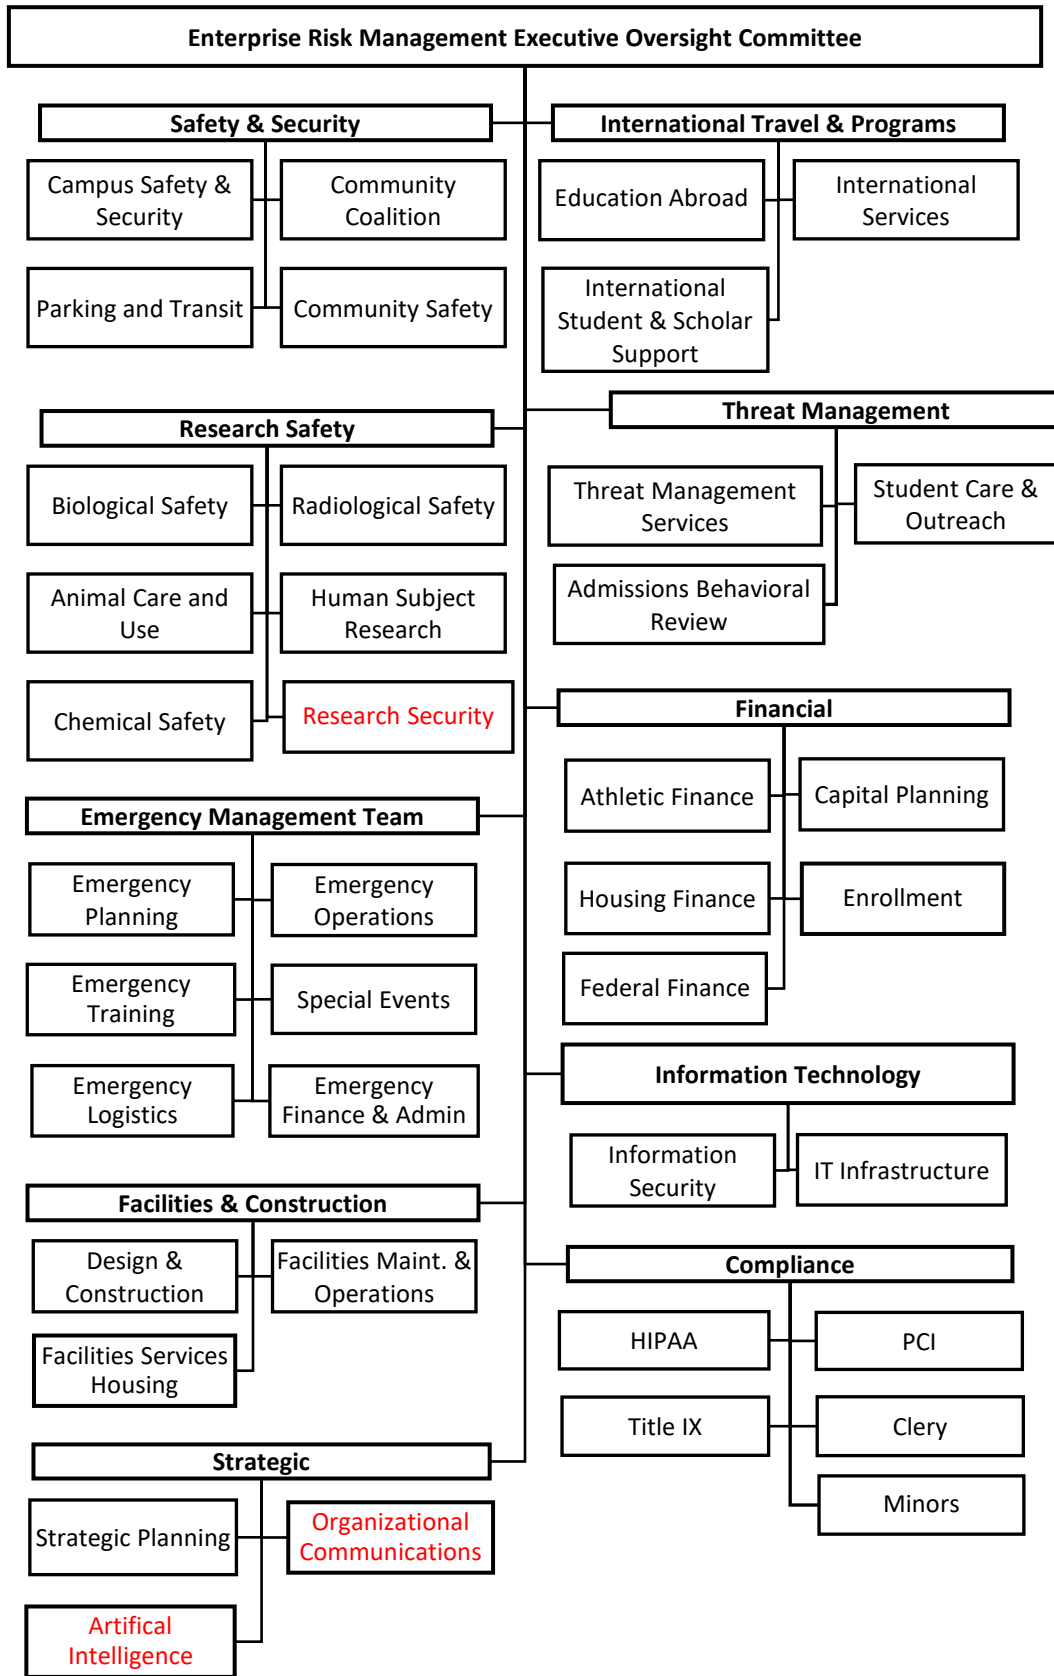 Enterprise Risk Management Executive Oversight Committee
Safety & Security
Campus Safety &
Security
Community
Coalition
Parking and Transit
Community Safety
International Travel & Programs
Education Abroad
International
Services
International
Student & Scholar
Support
Research Safety
Biological Safety
Radiological Safety
Animal Care and
Use
Human Subject
Research
Chemical Safety
Research Security
Threat Management
Threat Management
Services
Student Care &
Outreach
Admissions Behavioral
Review
Financial
Athletic Finance
Capital Planning
Housing Finance
Enrollment
Federal Finance
Emergency Management Team
Emergency
Planning
Emergency
Operations
Emergency
Training
Special Events
Emergency
Logistics
Emergency
Finance & Admin
Information Technology
Information
Security
IT Infrastructure
Facilities & Construction
Design &
Construction
Facilities Maint. &
Operations
Facilities Services
Housing
Compliance
HIPAA
PCI
Title IX
Clery
Minors
Strategic
Strategic Planning
Organizational
Communications
Artifical
Intelligence